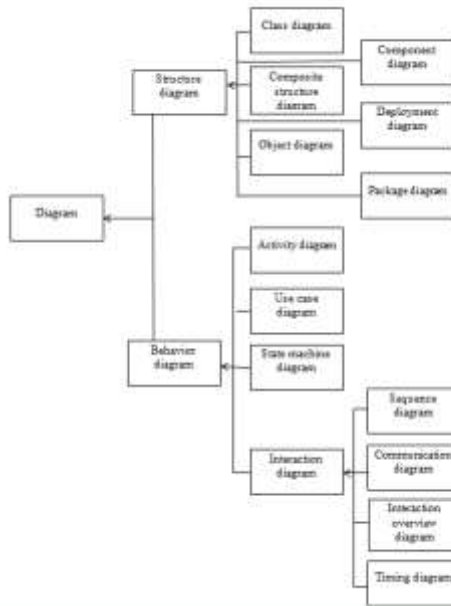 Class diagram
Component
diagram
Structure
diagram
Composite
structure
diagram
Deployment
diagram
Object diagram
Package diagram
Diagram
Activity diagram
Use case
diagram
Behavior
diagram
State machine
diagram
Interaction
diagram
Sequence
diagram
Communication
diagram
Interaction
overview
diagram
Timing diagram